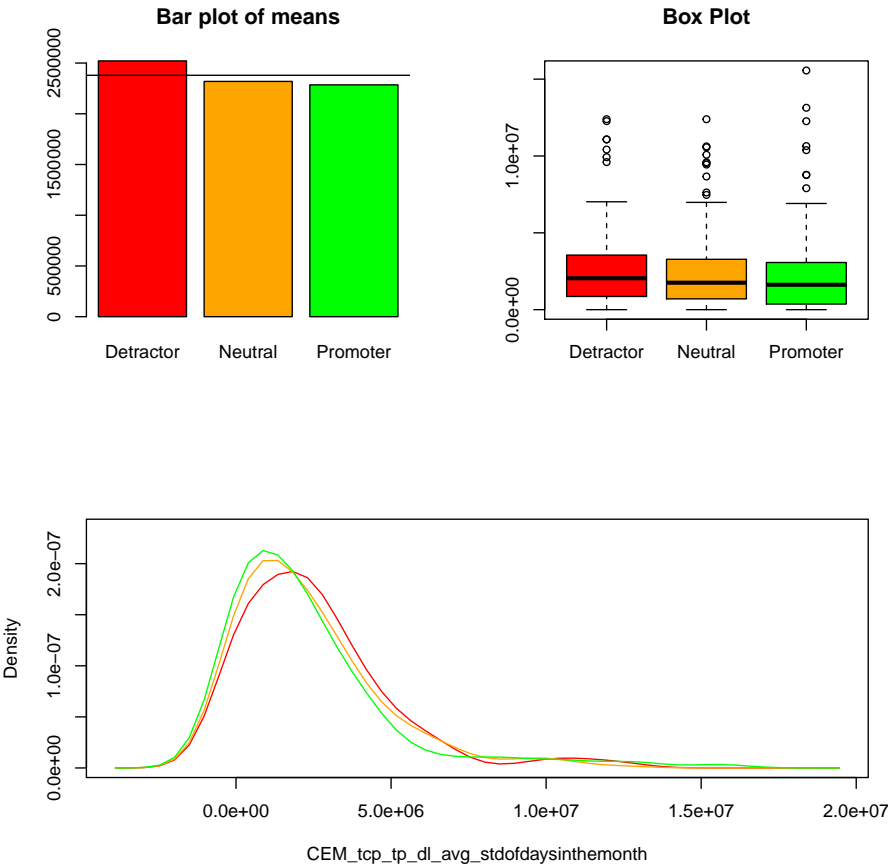 Bar plot of means
2500000
1500000
500000
0
Detractor Neutral Promoter
Box Plot
1.0e+07
0.0e+00
Detractor Neutral Promoter
Density
2.0e−07
1.0e−07
0.0e+00
0.0e+00 5.0e+06 1.0e+07 1.5e+07 2.0e+07
CEM_tcp_tp_dl_avg_stdofdaysinthemonth